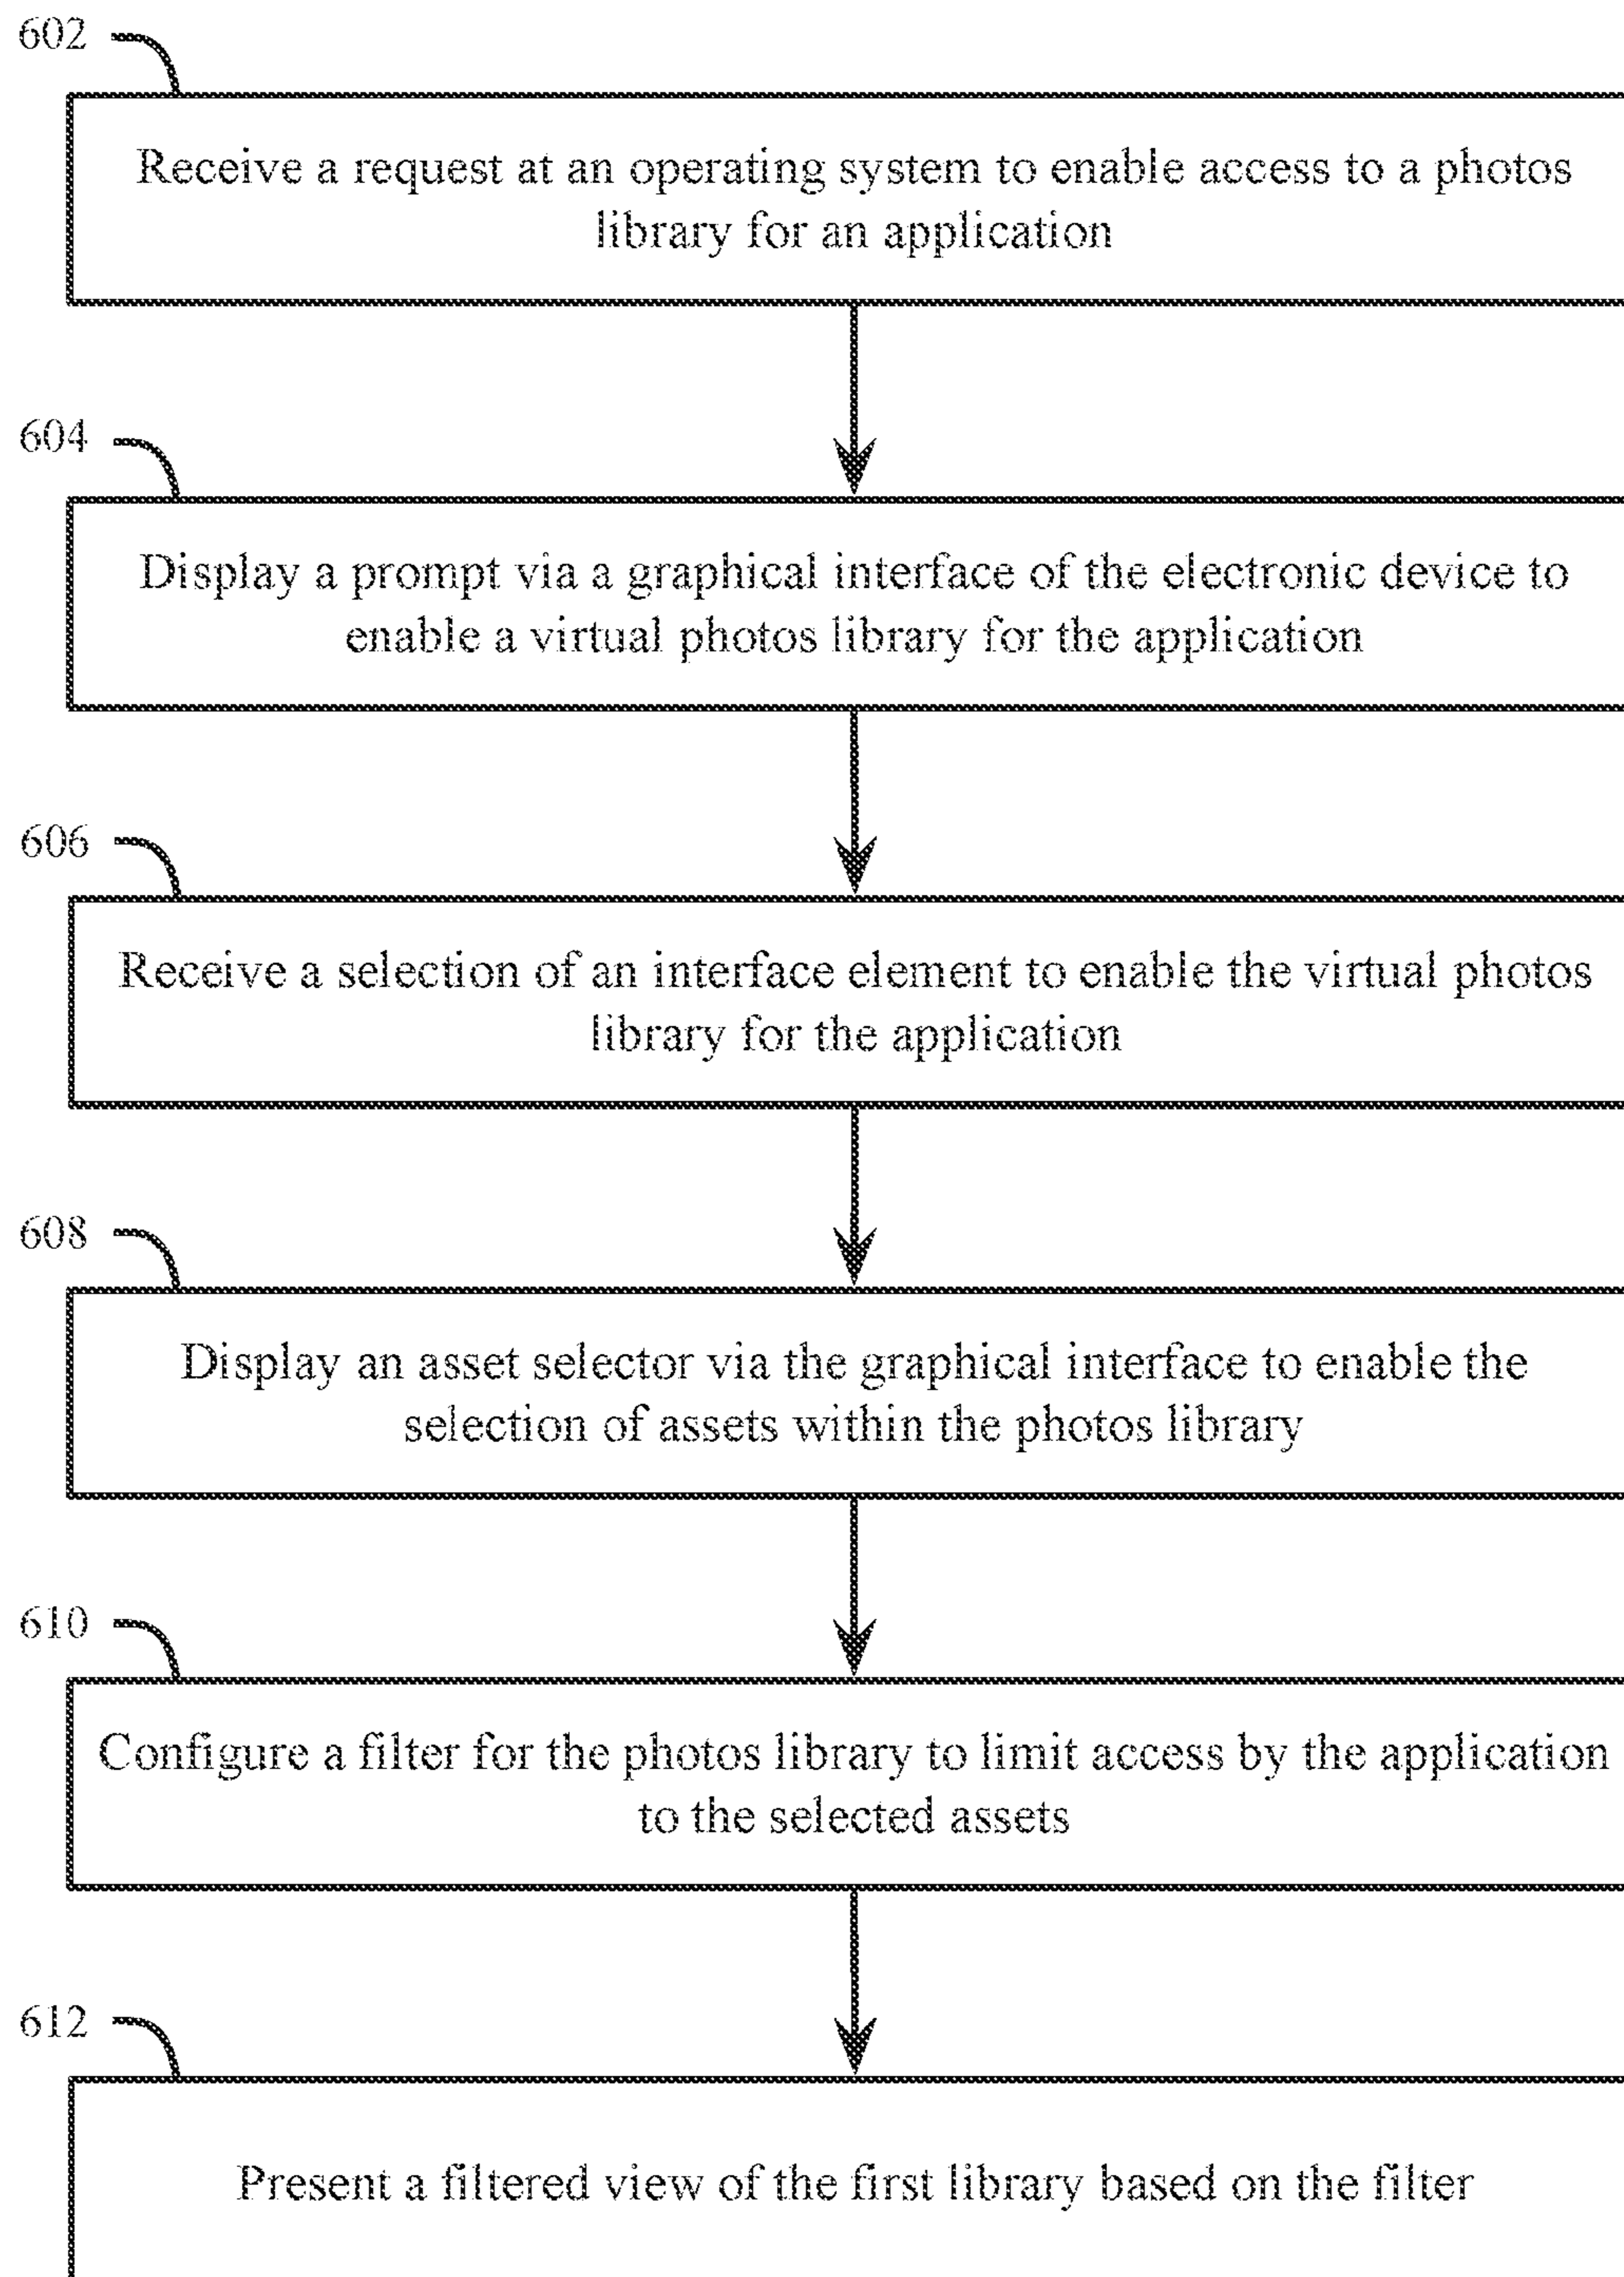 602
Receive a request at an operating system to enable access to a photos
library for an application
604
Display a prompt via a graphical interface of the electronic device to
enable a virtual photos library for the application
606
Receive a selection of an interface element to enable the virtual photos
library for the application
608
Display an asset selector via the graphical interface to enable the
selection of assets within the photos library
610
Configure a filter for the photos library to limit access by the application
to the selected assets
612
Present a filtered view of the first library based on the filter